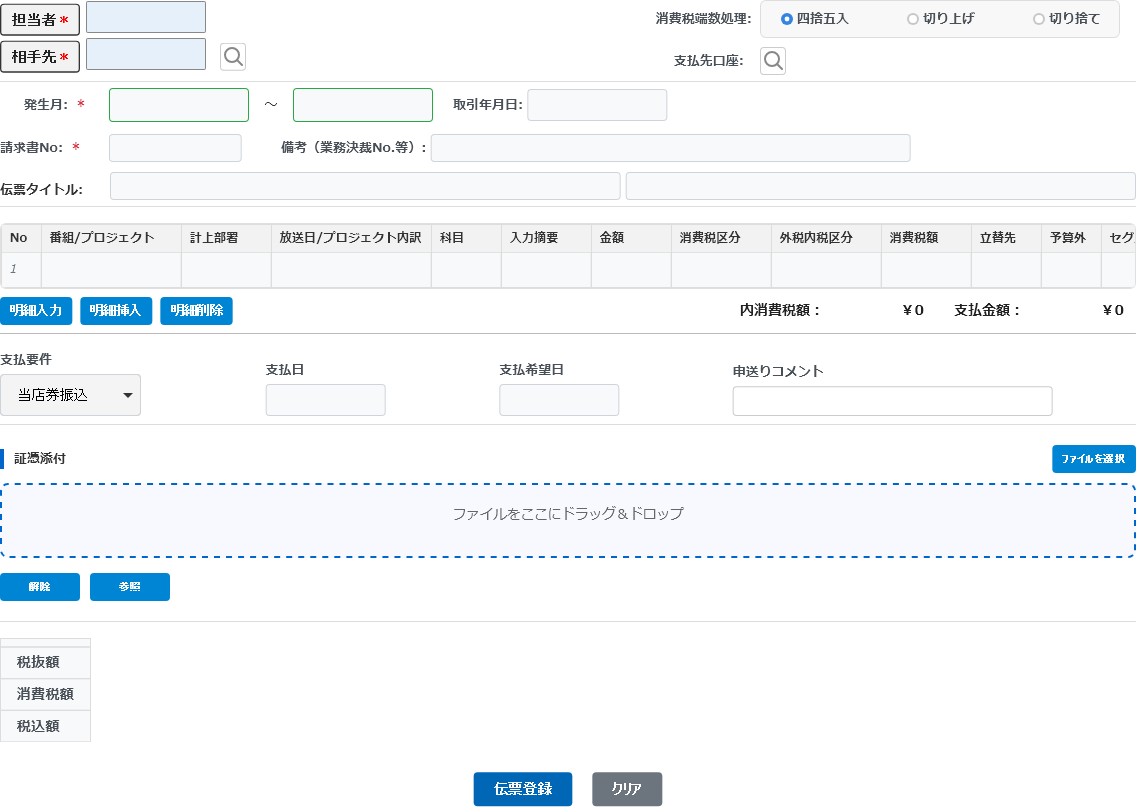 担当者 *
消費税端数処理: 四捨五入 切り上げ 切り捨て
相手先 *
支払先口座:
発生月: * ～ 取引年月日:
請求書No: * 備考（業務決裁No.等）:
伝票タイトル:
No 番組/プロジェクト 計上部署 放送日/プロジェクト内訳 科目 入力摘要 金額 消費税区分 外税内税区分 消費税額 立替先 予算外 セグ
1
明細入力 明細挿入 明細削除 内消費税額： ￥0 支払金額： ￥0
支払要件 支払日 支払希望日 申送りコメント
当店券振込
証憑添付 ファイルを選択
ファイルをここにドラッグ＆ドロップ
解除 参照
税抜額
消費税額
税込額
伝票登録 クリア